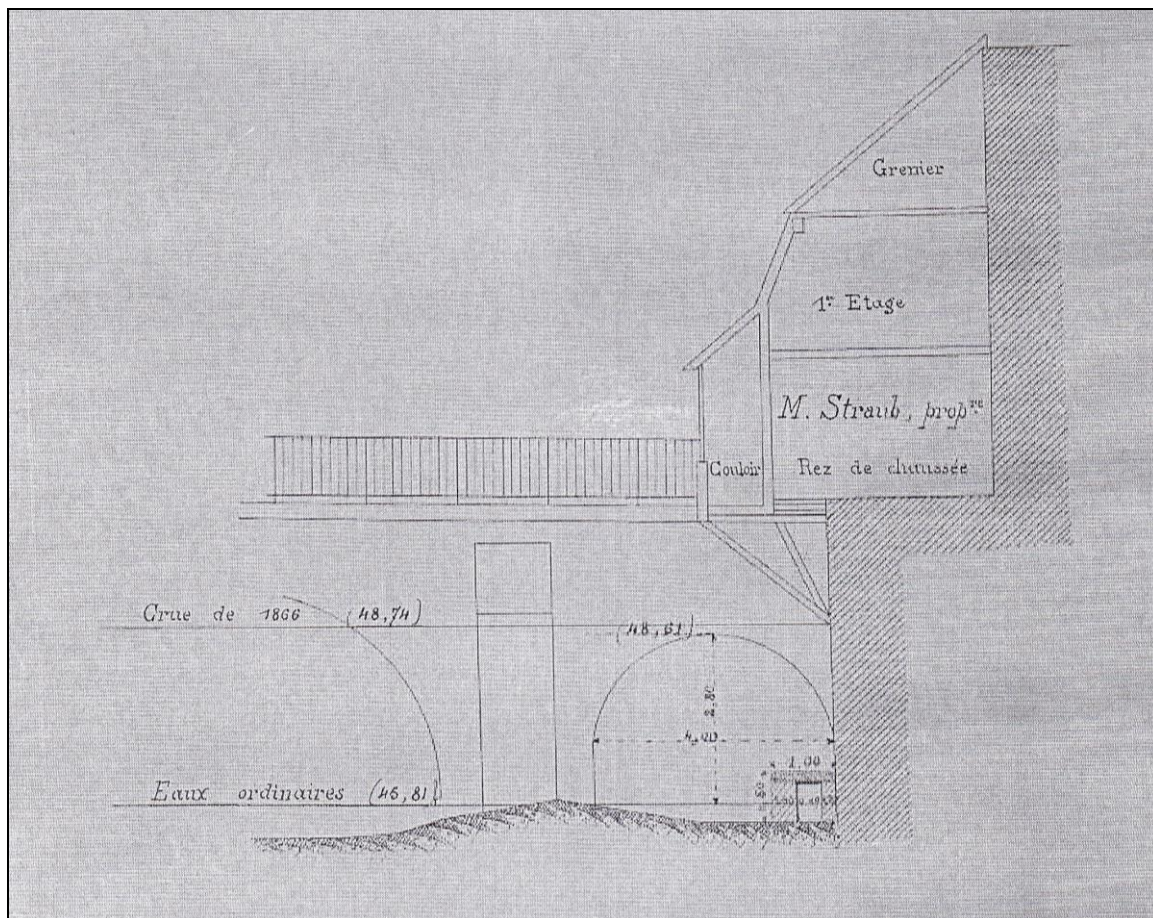 Grenier
1er Etage
M. Straub, propre
Couloir
Rez de chaussée
Crue de 1866 (48,74)
(48,61)
2.80
4,00
1.00
Eaux ordinaires (46,81)